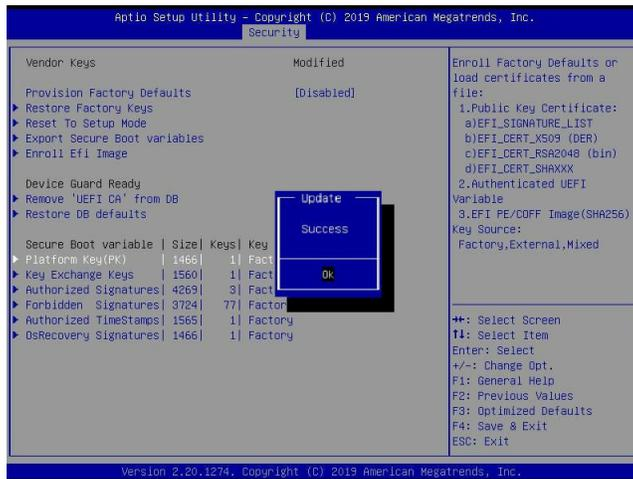 Aptio Setup Utility – Copyright (C) 2019 American Megatrends, Inc.
Security
Vendor Keys Modified
Provision Factory Defaults [Disabled]
Restore Factory Keys
Reset To Setup Mode
Export Secure Boot variables
Enroll Efi Image
Device Guard Ready
Remove 'UEFI CA' from DB
Restore DB defaults
Secure Boot variable | Size| Keys| Key
Platform Key(PK) | 1466| 1| Fact
Key Exchange Keys | 1560| 1| Fact
Authorized Signatures| 4269| 3| Fact
Forbidden Signatures| 3724| 77| Factor
Authorized TimeStamps| 1565| 1| Factory
OsRecovery Signatures| 1466| 1| Factory
Update
Success
Ok
Enroll Factory Defaults or
load certificates from a
file:
1.Public Key Certificate:
a)EFI_SIGNATURE_LIST
b)EFI_CERT_X509 (DER)
c)EFI_CERT_RSA2048 (bin)
d)EFI_CERT_SHAXXX
2.Authenticated UEFI
Variable
3.EFI PE/COFF Image(SHA256)
Key Source:
Factory,External,Mixed
→←: Select Screen
↑↓: Select Item
Enter: Select
+/-: Change Opt.
F1: General Help
F2: Previous Values
F3: Optimized Defaults
F4: Save & Exit
ESC: Exit
Version 2.20.1274. Copyright (C) 2019 American Megatrends, Inc.